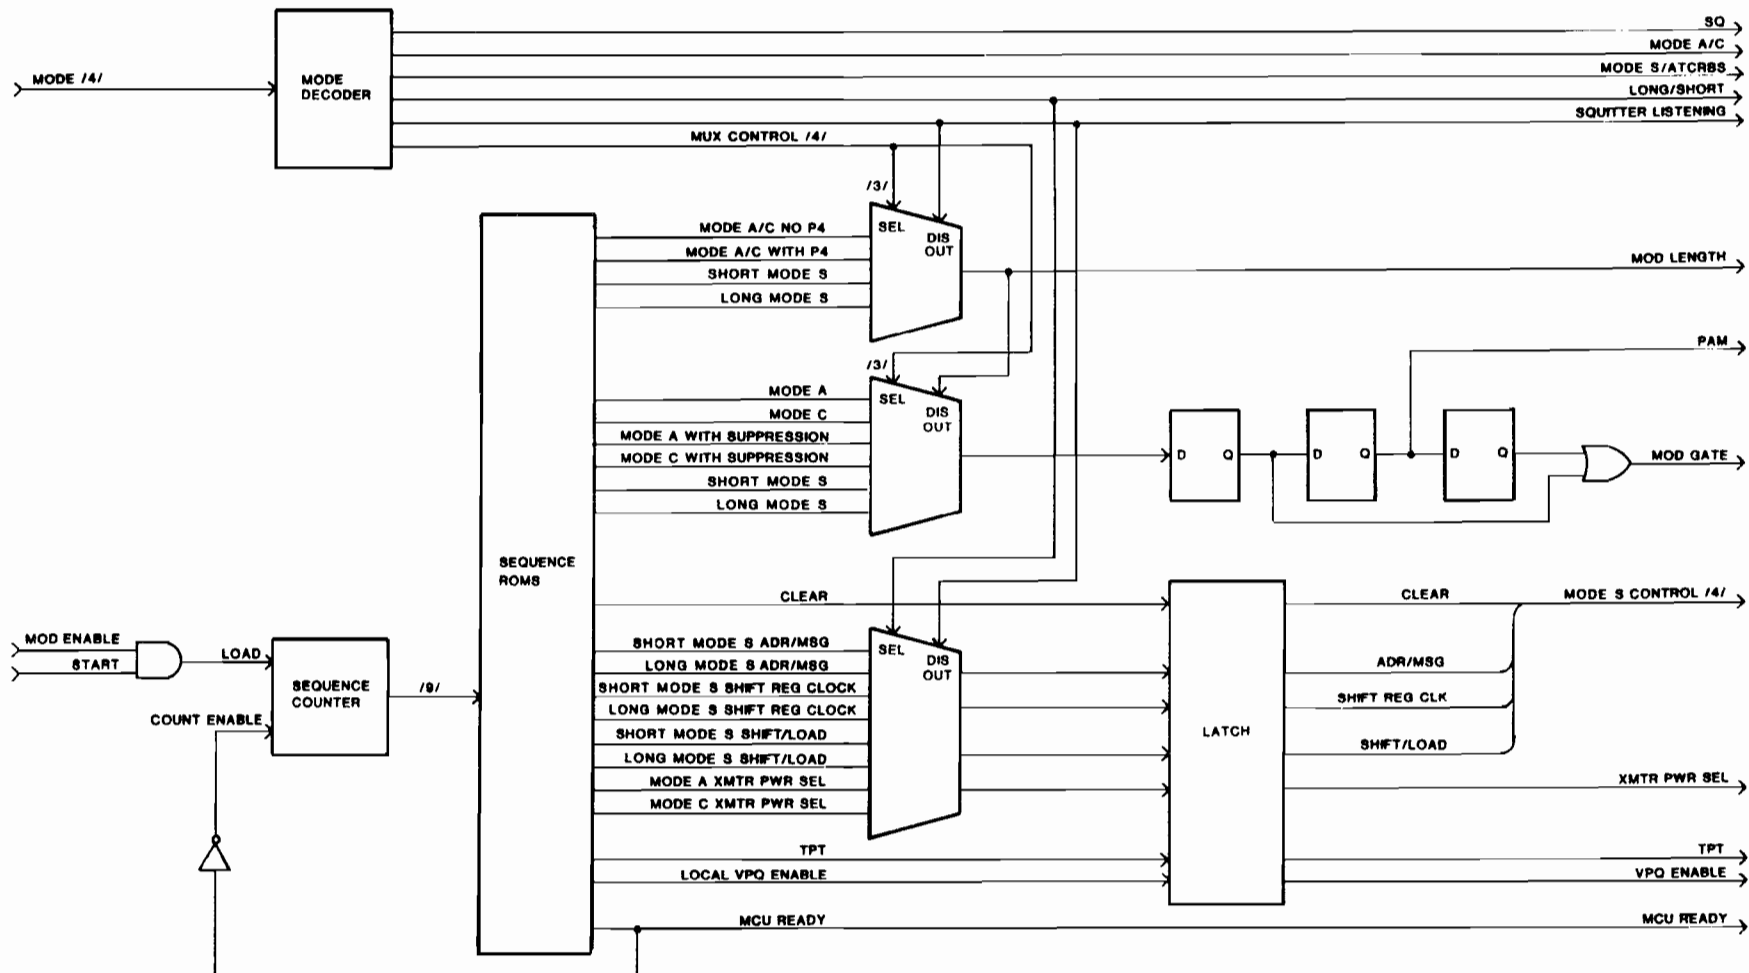 SQ
MODE A/C
MODE S/ATCRBS
LONG/SHORT
SQUITTER LISTENING
MODE /4/
MODE
DECODER
MUX CONTROL /4/
/3/
SEL
DIS
OUT
MODE A/C NO P4
MODE A/C WITH P4
SHORT MODE S
LONG MODE S
MOD LENGTH
PAM
/3/
SEL
DIS
OUT
MODE A
MODE C
MODE A WITH SUPPRESSION
MODE C WITH SUPPRESSION
SHORT MODE S
LONG MODE S
D Q
D Q
D Q
MOD GATE
SEQUENCE
ROMS
CLEAR
CLEAR
MODE S CONTROL /4/
MOD ENABLE
START
LOAD
SEQUENCE
COUNTER
/9/
COUNT ENABLE
SHORT MODE S ADR/MSG
LONG MODE S ADR/MSG
SHORT MODE S SHIFT REG CLOCK
LONG MODE S SHIFT REG CLOCK
SHORT MODE S SHIFT/LOAD
LONG MODE S SHIFT/LOAD
MODE A XMTR PWR SEL
MODE C XMTR PWR SEL
SEL
DIS
OUT
LATCH
ADR/MSG
SHIFT REG CLK
SHIFT/LOAD
XMTR PWR SEL
TPT
TPT
LOCAL VPQ ENABLE
VPQ ENABLE
MCU READY
MCU READY